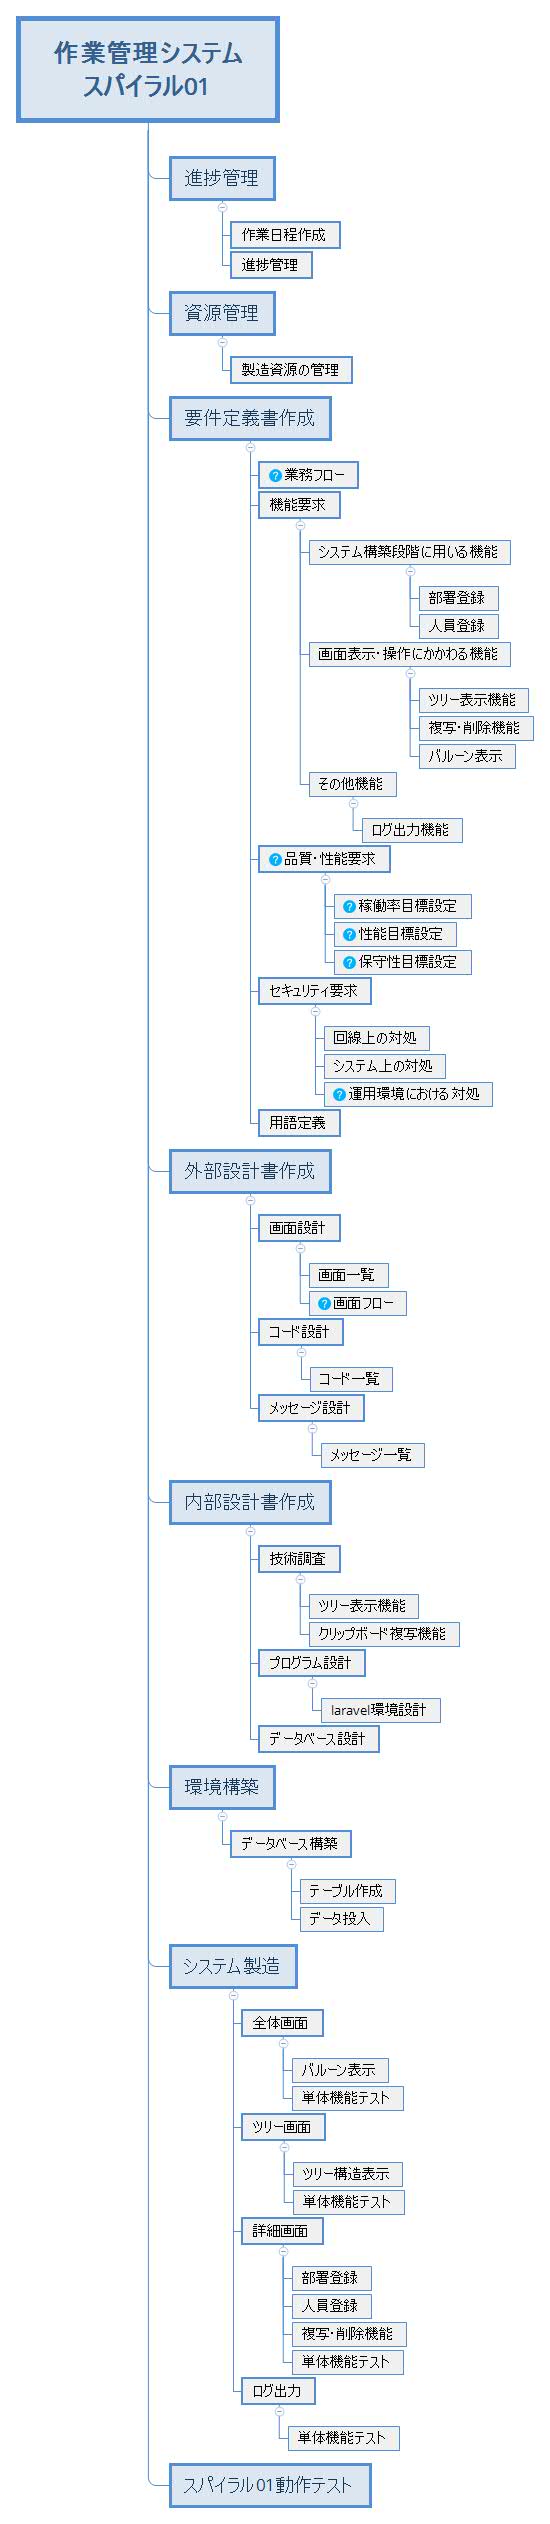 作業管理システム
スパイラル01
進捗管理
作業日程作成
進捗管理
資源管理
製造資源の管理
要件定義書作成
?業務フロー
機能要求
システム構築段階に用いる機能
部署登録
人員登録
画面表示・操作にかかわる機能
ツリー表示機能
複写・削除機能
バルーン表示
その他機能
ログ出力機能
?品質・性能要求
?稼働率目標設定
?性能目標設定
?保守性目標設定
セキュリティ要求
回線上の対処
システム上の対処
?運用環境における対処
用語定義
外部設計書作成
画面設計
画面一覧
?画面フロー
コード設計
コード一覧
メッセージ設計
メッセージ一覧
内部設計書作成
技術調査
ツリー表示機能
クリップボード複写機能
プログラム設計
laravel環境設計
データベース設計
環境構築
データベース構築
テーブル作成
データ投入
システム製造
全体画面
バルーン表示
単体機能テスト
ツリー画面
ツリー構造表示
単体機能テスト
詳細画面
部署登録
人員登録
複写・削除機能
単体機能テスト
ログ出力
単体機能テスト
スパイラル01動作テスト